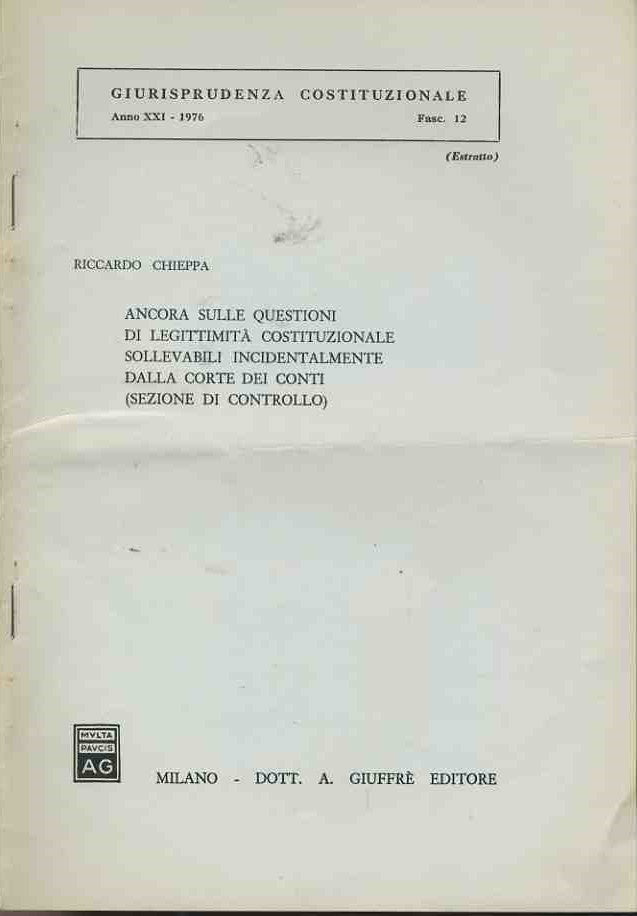 GIURISPRUDENZA COSTITUZIONALE
Anno XXI - 1976 Fasc. 12
(Estratto)
RICCARDO CHIEPPA
ANCORA SULLE QUESTIONI
DI LEGITTIMITÀ COSTITUZIONALE
SOLLEVABILI INCIDENTALMENTE
DALLA CORTE DEI CONTI
(SEZIONE DI CONTROLLO)
MVLTA
PAVCIS
AG
MILANO - DOTT. A. GIUFFRÈ EDITORE